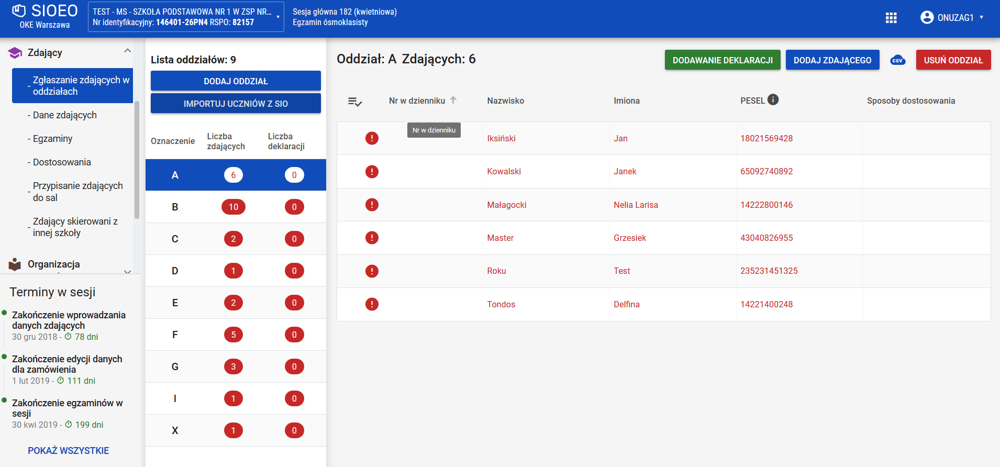 SIOEO
OKE Warszawa
TEST - MS - SZKOŁA PODSTAWOWA NR 1 W ZSP NR...
Nr identyfikacyjny: 146401-26PN4 RSPO: 82157
Sesja główna 182 (kwietniowa)
Egzamin ósmoklasisty
ONUZAG1
Zdający
- Zgłaszanie zdających w
oddziałach
- Dane zdających
- Egzaminy
- Dostosowania
- Przypisanie zdających
do sal
- Zdający skierowani z
innej szkoły
Organizacja
Terminy w sesji
Zakończenie wprowadzania
danych zdających
30 gru 2018 - 78 dni
Zakończenie edycji danych
dla zamówienia
1 lut 2019 - 111 dni
Zakończenie egzaminów w
sesji
30 kwi 2019 - 199 dni
POKAŻ WSZYSTKIE
Lista oddziałów: 9
DODAJ ODDZIAŁ
IMPORTUJ UCZNIÓW Z SIO
Oznaczenie Liczba zdających Liczba deklaracji
A 6 0
B 10 0
C 2 0
D 1 0
E 2 0
F 5 0
G 3 0
I 1 0
X 1 0
Oddział: A Zdających: 6
DODAWANIE DEKLARACJI
DODAJ ZDAJĄCEGO
csv
USUŃ ODDZIAŁ
Nr w dzienniku Nazwisko Imiona PESEL Sposoby dostosowania
Nr w dzienniku
Iksiński Jan 18021569428
Kowalski Janek 65092740892
Małagocki Nelia Larisa 14222800146
Master Grzesiek 43040826955
Roku Test 235231451325
Tondos Delfina 14221400248